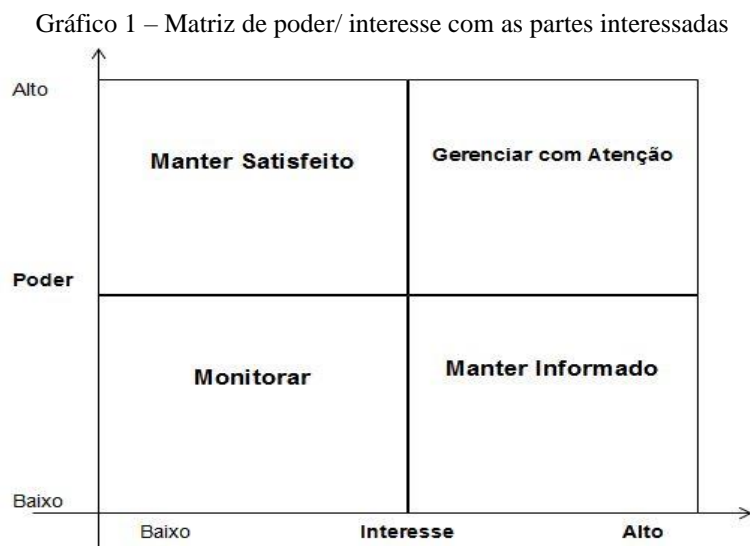 Gráfico 1 – Matriz de poder/ interesse com as partes interessadas
Alto
Manter Satisfeito
Gerenciar com Atenção
Poder
Monitorar
Manter Informado
Baixo
Baixo
Interesse
Alto